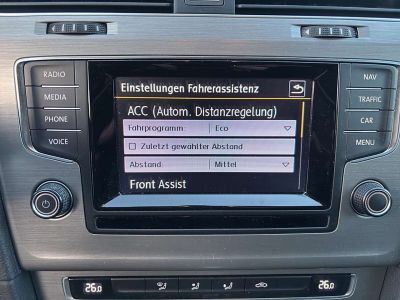 Einstellungen Fahrerassistenz
RADIO
MEDIA
PHONE
VOICE
ACC (Autom. Distanzregelung)
Fahrprogramm: Eco
Zuletzt gewählter Abstand
Abstand: Mittel
Front Assist
NAV
TRAFFIC
CAR
MENU
26.0
26.0